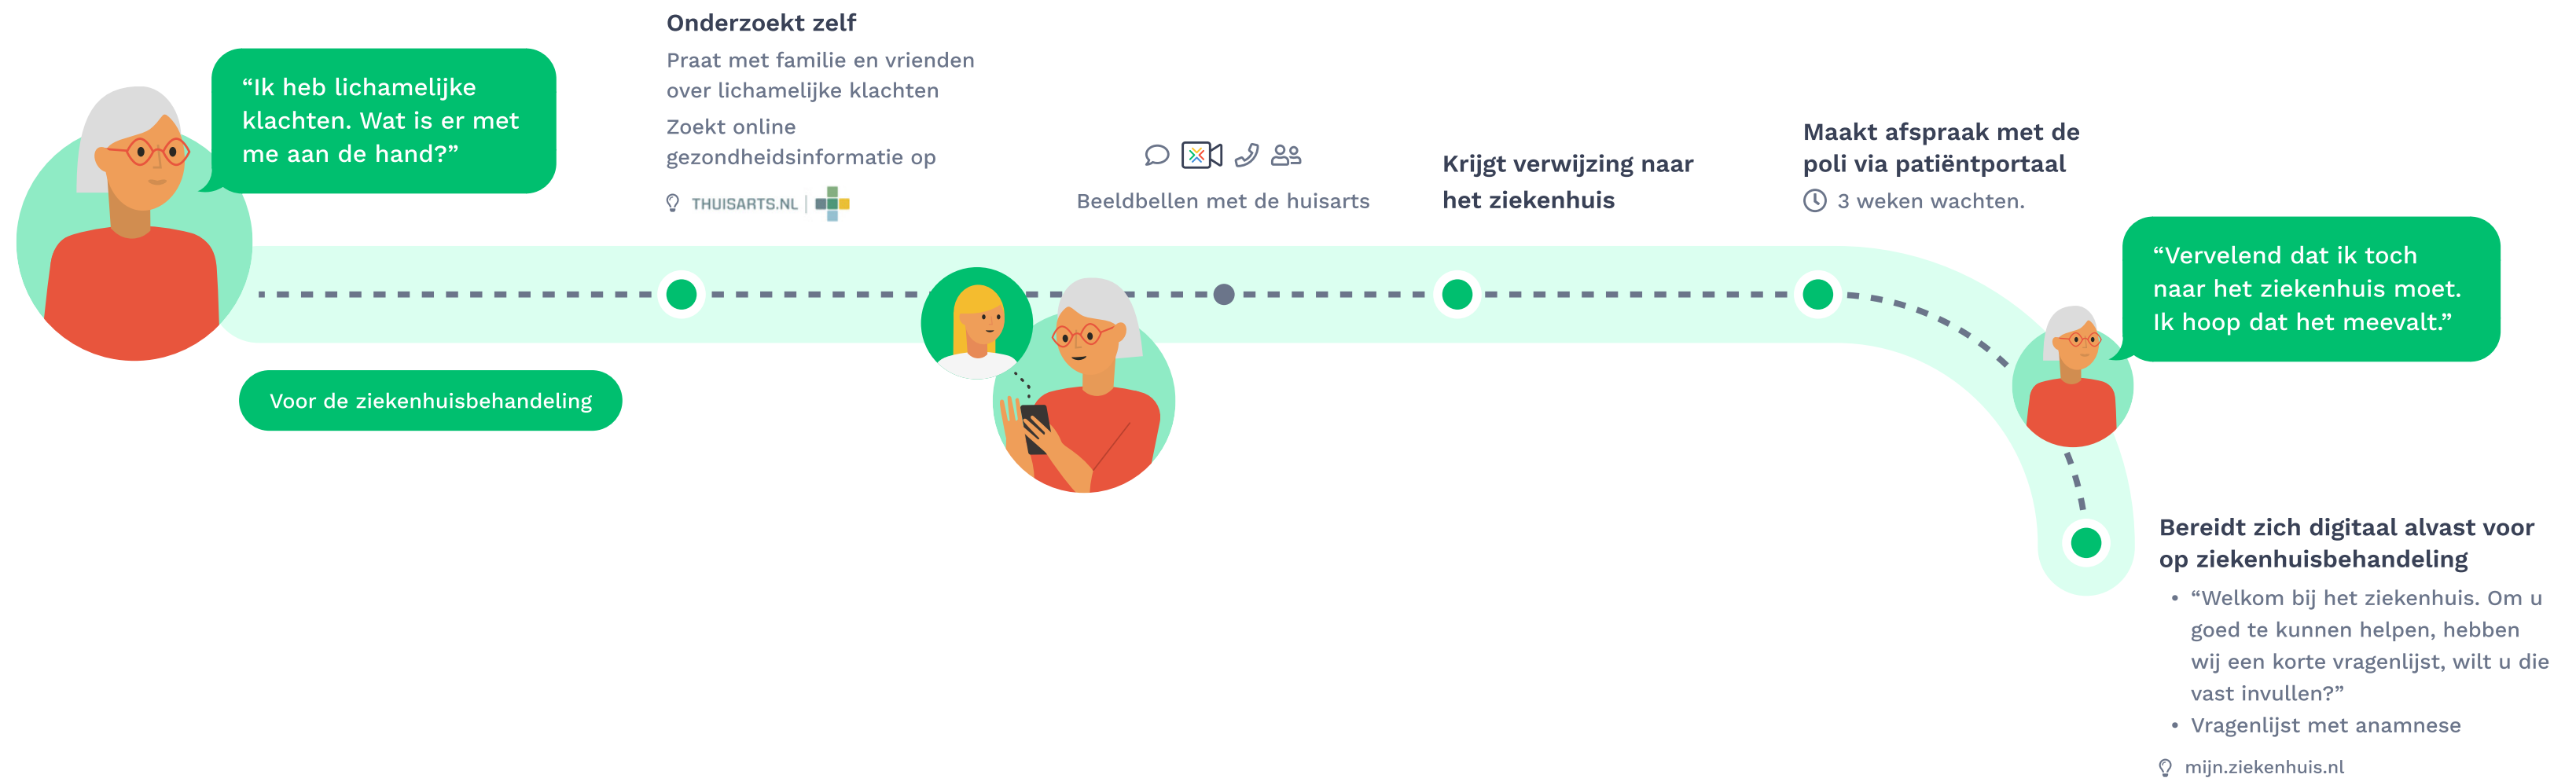 “Ik heb lichamelijke
klachten. Wat is er met
me aan de hand?”
Voor de ziekenhuisbehandeling
Onderzoekt zelf
Praat met familie en vrienden
over lichamelijke klachten
Zoekt online
gezondheidsinformatie op
THUISARTS.NL
Beeldbellen met de huisarts
Krijgt verwijzing naar
het ziekenhuis
Maakt afspraak met de
poli via patiëntportaal
3 weken wachten.
“Vervelend dat ik toch
naar het ziekenhuis moet.
Ik hoop dat het meevalt.”
Bereidt zich digitaal alvast voor
op ziekenhuisbehandeling
• “Welkom bij het ziekenhuis. Om u
goed te kunnen helpen, hebben
wij een korte vragenlijst, wilt u die
vast invullen?”
• Vragenlijst met anamnese
mijn.ziekenhuis.nl